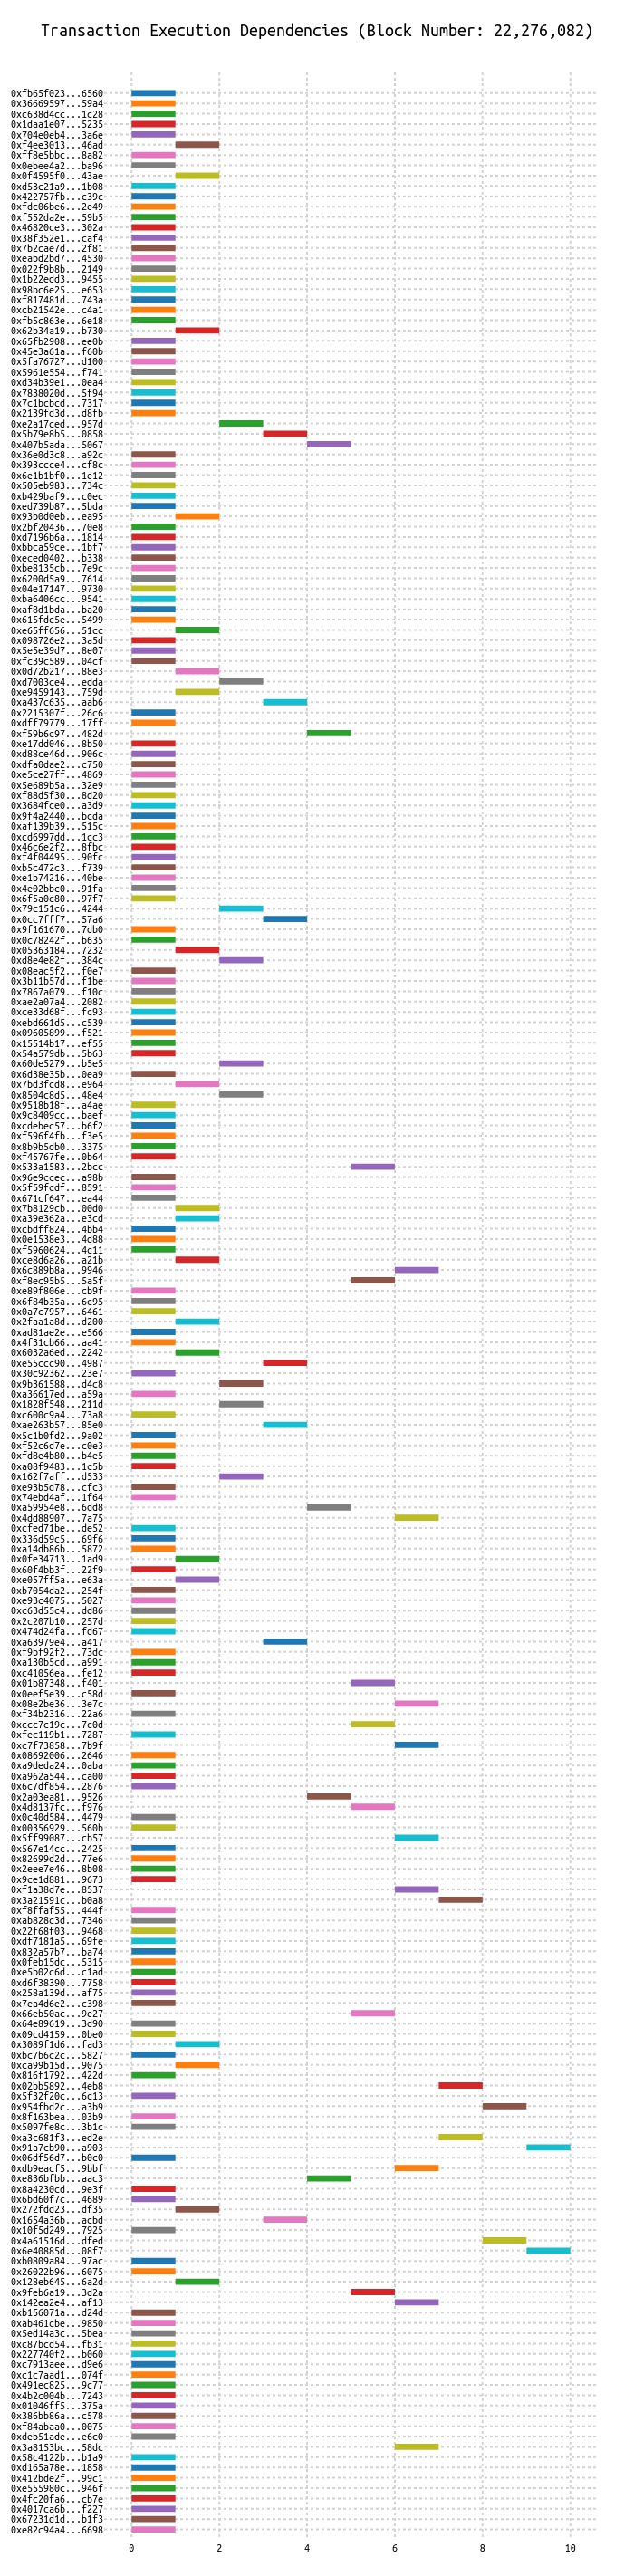 Transaction Execution Dependencies (Block Number: 22,276,082)
0xfb65f023...6560
0x36669597...59a4
0xc638d4cc...1c28
0x1daa1e07...5235
0x704e0eb4...3a6e
0xf4ee3013...46ad
0xff8e5bbc...8a82
0x0ebee4a2...ba96
0x0f4595f0...43ae
0xd53c21a9...1b08
0x422757fb...c39c
0xfdc06be6...2e49
0xf552da2e...59b5
0x46820ce3...302a
0x38f352e1...caf4
0x7b2cae7d...2f81
0xeabd2bd7...4530
0x022f9b8b...2149
0x1b22edd3...9455
0x98bc6e25...e653
0xf817481d...743a
0xcb21542e...c4a1
0xfb5c863e...6e18
0x62b34a19...b730
0x65fb2908...ee0b
0x45e3a61a...f60b
0x5fa76727...d100
0x5961e554...f741
0xd34b39e1...0ea4
0x7838020d...5f94
0x7c1bcbcd...7317
0x2139fd3d...d8fb
0xe2a17ced...957d
0x5b79e8b5...0858
0x407b5ada...5067
0x36e0d3c8...a92c
0x393ccce4...cf8c
0x6e1b1bf0...1e12
0x505eb983...734c
0xb429baf9...c0ec
0xed739b87...5bda
0x93b0d0eb...ea95
0x2bf20436...70e8
0xd7196b6a...1814
0xbbca59ce...1bf7
0xeced0402...b338
0xbe8135cb...7e9c
0x6200d5a9...7614
0x04e17147...9730
0xba6406cc...9541
0xaf8d1bda...ba20
0x615fdc5e...5499
0xe65ff656...51cc
0x098726e2...3a5d
0x5e5e39d7...8e07
0xfc39c589...04cf
0x0d72b217...88e3
0xd7003ce4...edda
0xe9459143...759d
0xa437c635...aab6
0x2215307f...26c6
0xdff79779...17ff
0xf59b6c97...482d
0xe17dd046...8b50
0xd88ce46d...906c
0xdfa0dae2...c750
0xe5ce27ff...4869
0x5e689b5a...32e9
0xf88d5f30...8d20
0x3684fce0...a3d9
0x9f4a2440...bcda
0xaf139b39...515c
0xcd6997dd...1cc3
0x46c6e2f2...8fbc
0xf4f04495...90fc
0xb5c472c3...f739
0xe1b74216...40be
0x4e02bbc0...91fa
0x6f5a0c80...97f7
0x79c151c6...4244
0x0cc7fff7...57a6
0x9f161670...7db0
0x0c78242f...b635
0x05363184...7232
0xd8e4e82f...384c
0x08eac5f2...f0e7
0x3b11b57d...f1be
0x7867a079...f10c
0xae2a07a4...2082
0xce33d68f...fc93
0xebd661d5...c539
0x09605899...f521
0x15514b17...ef55
0x54a579db...5b63
0x60de5279...b5e5
0x6d38e35b...0ea9
0x7bd3fcd8...e964
0x8504c8d5...48e4
0x9518b18f...a4ae
0x9c8409cc...baef
0xcdebec57...b6f2
0xf596f4fb...f3e5
0x8b9b5db0...3375
0xf45767fe...0b64
0x533a1583...2bcc
0x96e9ccec...a98b
0x5f59fcdf...8591
0x671cf647...ea44
0x7b8129cb...00d0
0xa39e362a...e3cd
0xcbdff824...4bb4
0x0e1538e3...4d88
0xf5960624...4c11
0xce8d6a26...a21b
0x6c889b8a...9946
0xf8ec95b5...5a5f
0xe89f806e...cb9f
0x6f84b35a...6c95
0x0a7c7957...6461
0x2faa1a8d...d200
0xad81ae2e...e566
0x4f31cb66...aa41
0x6032a6ed...2242
0xe55ccc90...4987
0x30c92362...23e7
0x9b361588...d4c8
0xa36617ed...a59a
0x1828f548...211d
0xc600c9a4...73a8
0xae263b57...85e0
0x5c1b0fd2...9a02
0xf52c6d7e...c0e3
0xfd8e4b80...b4e5
0xa08f9483...1c5b
0x162f7aff...d533
0xe93b5d78...cfc3
0x74ebd4af...1f64
0xa59954e8...6dd8
0x4dd88907...7a75
0xcfed71be...de52
0x336d59c5...69f6
0xa14db86b...5872
0x0fe34713...1ad9
0x60f4bb3f...22f9
0xe057ff5a...e63a
0xb7054da2...254f
0xe93c4075...5027
0xc63d55c4...dd86
0x2c207b10...257d
0x474d24fa...fd67
0xa63979e4...a417
0xf9bf92f2...73dc
0xa130b5cd...a991
0xc41056ea...fe12
0x01b87348...f401
0x0eef5e39...c58d
0x08e2be36...3e7c
0xf34b2316...22a6
0xccc7c19c...7c0d
0xfec119b1...7287
0xc7f73858...7b9f
0x08692006...2646
0xa9deda24...0aba
0xa962a544...ca00
0x6c7df854...2876
0x2a03ea81...9526
0x4d8137fc...f976
0x0c40d584...4479
0x00356929...560b
0x5ff99087...cb57
0x567e14cc...2425
0x82699d2d...77e6
0x2eee7e46...8b08
0x9ce1d881...9673
0xf1a38d7e...8537
0x3a21591c...b0a8
0xf8ffaf55...444f
0xab828c3d...7346
0x22f68f03...9468
0xdf7181a5...69fe
0x832a57b7...ba74
0x0feb15dc...5315
0xe5b02c6d...c1ad
0xd6f38390...7758
0x258a139d...af75
0x7ea4d6e2...c398
0x66eb50ac...9e27
0x64e89619...3d90
0x09cd4159...0be0
0x3089f1d6...fad3
0xbc7b6c2c...5827
0xca99b15d...9075
0x816f1792...422d
0x02bb5892...4eb8
0x5f32f20c...6c13
0x954fbd2c...a3b9
0x8f163bea...03b9
0x5097fe8c...3b1c
0xa3c681f3...ed2e
0x91a7cb90...a903
0x06df56d7...b0c0
0xdb9eacf5...9bbf
0xe836bfbb...aac3
0x8a4230cd...9e3f
0x6bd60f7c...4689
0x272fdd23...df35
0x1654a36b...acbd
0x10f5d249...7925
0x4a61516d...dfed
0x6e40885d...08f7
0xb0809a84...97ac
0x26022b96...6075
0x128eb645...6a2d
0x9feb6a19...3d2a
0x142ea2e4...af13
0xb156071a...d24d
0xab461cbe...9850
0x5ed14a3c...5bea
0xc87bcd54...fb31
0x227740f2...b060
0xc7913aee...d9e6
0xc1c7aad1...074f
0x491ec825...9c77
0x4b2c004b...7243
0x01046ff5...375a
0x386bb86a...c578
0xf84abaa0...0075
0xdeb51ade...e6c0
0x3a8153bc...58dc
0x58c4122b...b1a9
0xd165a78e...1858
0x412bde2f...99c1
0xe555980c...946f
0x4fc20fa6...cb7e
0x4017ca6b...f227
0x67231d1d...b1f3
0xe82c94a4...6698
0 2 4 6 8 10